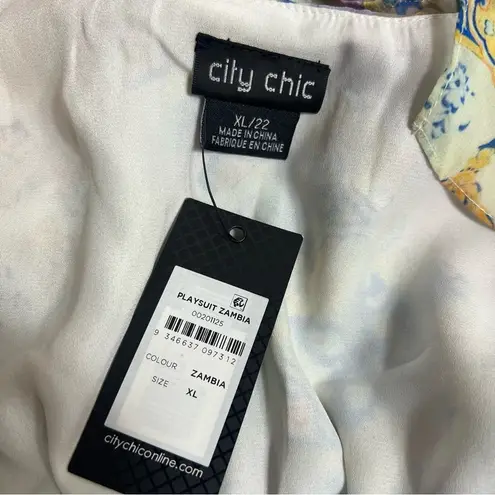 city chic
XL/22
MADE IN CHINA
FABRIQUE EN CHINE
PLAYSUIT ZAMBIA
00201125
9 346637 097312
COLOUR ZAMBIA
SIZE XL
citychiconline.com